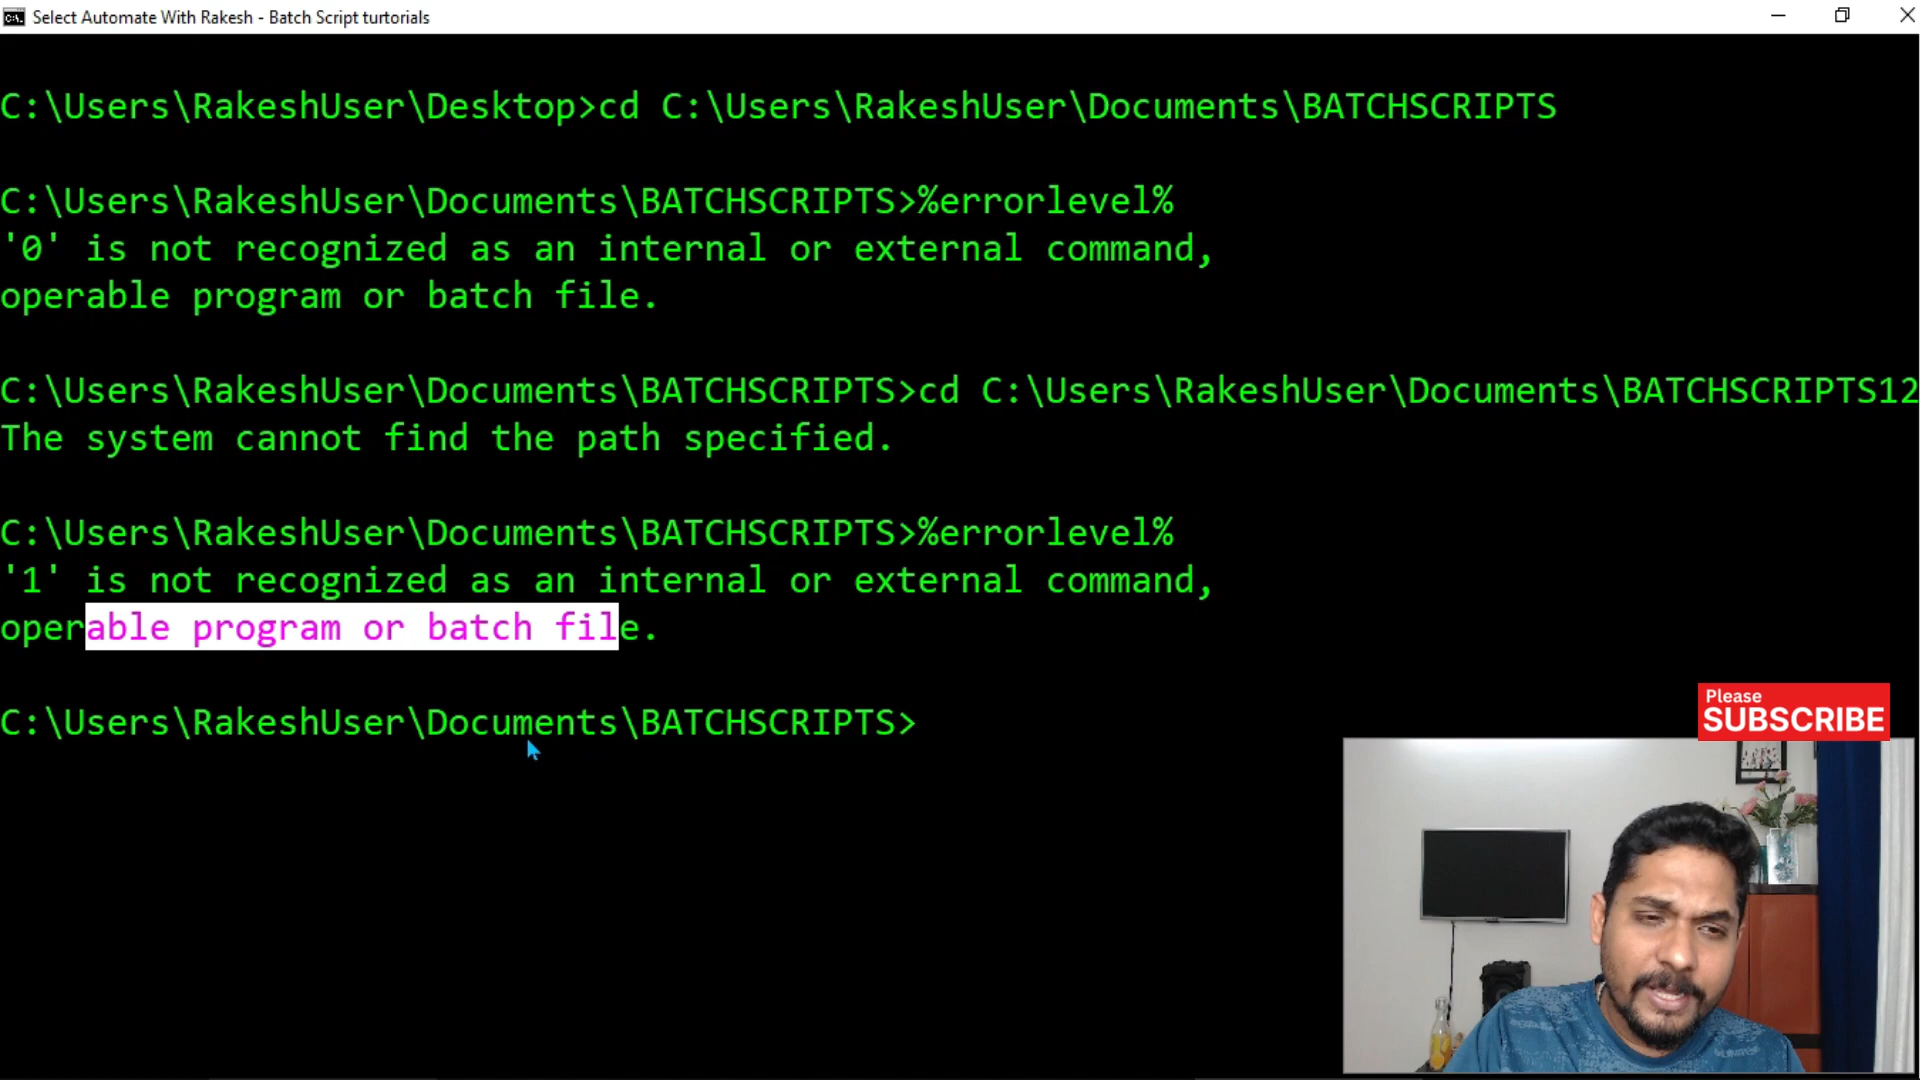 Select Automate With Rakesh - Batch Script turtorials
C:\Users\RakeshUser\Desktop>cd C:\Users\RakeshUser\Documents\BATCHSCRIPTS
C:\Users\RakeshUser\Documents\BATCHSCRIPTS>%errorlevel%
'0' is not recognized as an internal or external command,
operable program or batch file.
C:\Users\RakeshUser\Documents\BATCHSCRIPTS>cd C:\Users\RakeshUser\Documents\BATCHSCRIPTS12
The system cannot find the path specified.
C:\Users\RakeshUser\Documents\BATCHSCRIPTS>%errorlevel%
'1' is not recognized as an internal or external command,
operable program or batch file.
C:\Users\RakeshUser\Documents\BATCHSCRIPTS>
Please
SUBSCRIBE